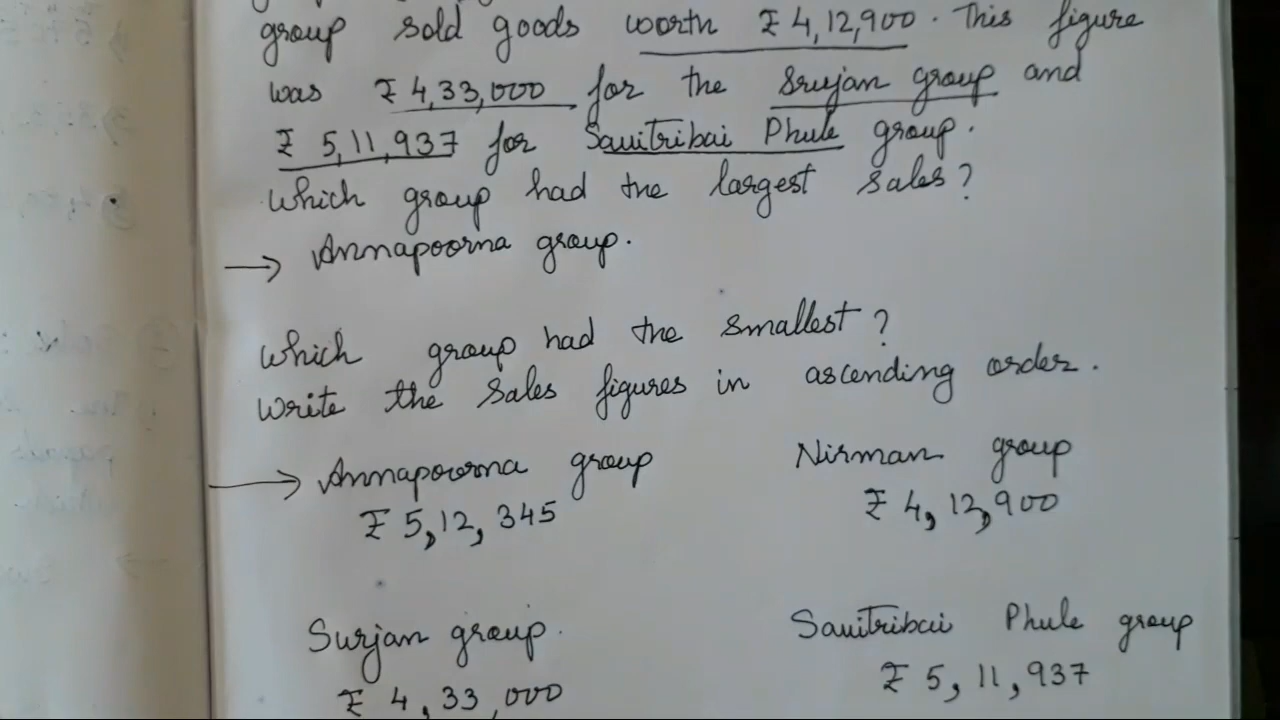 group sold goods worth ₹ 4,12,900. This figure
was ₹ 4,33,000 for the Srujan group and
₹ 5,11,937 for Savitribai Phule group.
Which group had the largest sales?
→ Annapoorna group.
Which group had the smallest?
Write the sales figures in ascending order.
→ Annapoorna group Nirman group
₹ 5,12,345 ₹ 4,12,900
Surjan group. Savitribai Phule group
₹ 4,33,000 ₹ 5,11,937